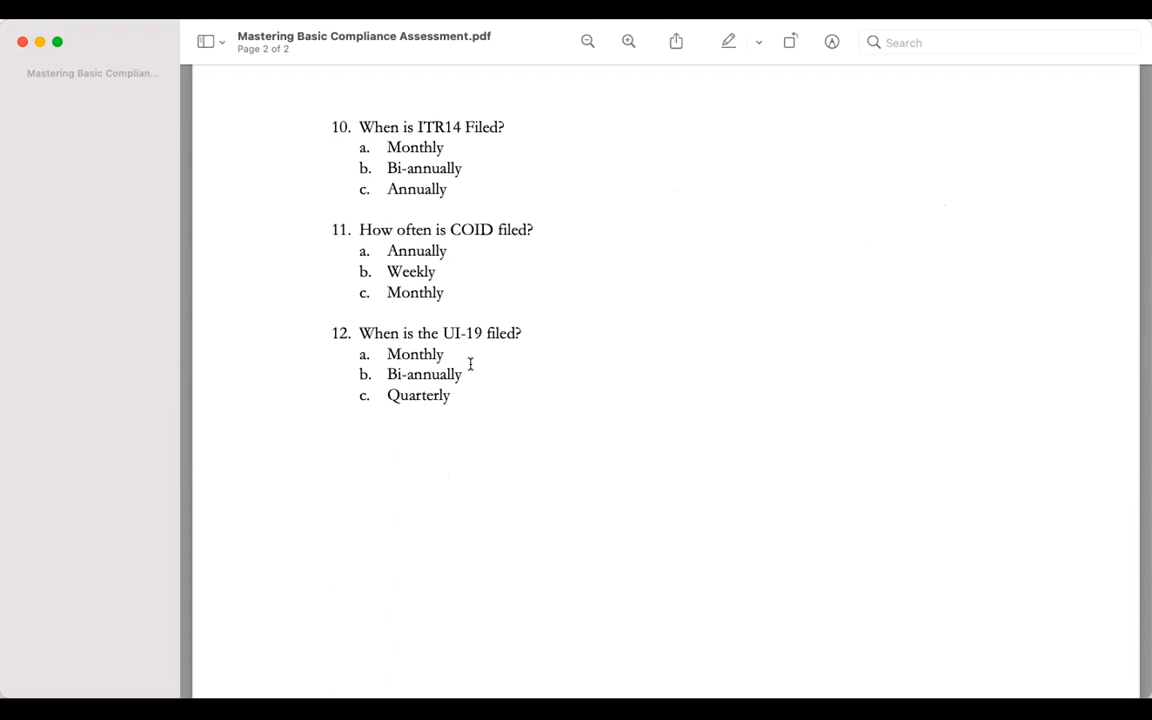 Mastering Basic Compliance Assessment.pdf
Page 2 of 2
Search
Mastering Basic Complian...
10. When is ITR14 Filed?
a. Monthly
b. Bi-annually
c. Annually
11. How often is COID filed?
a. Annually
b. Weekly
c. Monthly
12. When is the UI-19 filed?
a. Monthly
b. Bi-annually
c. Quarterly